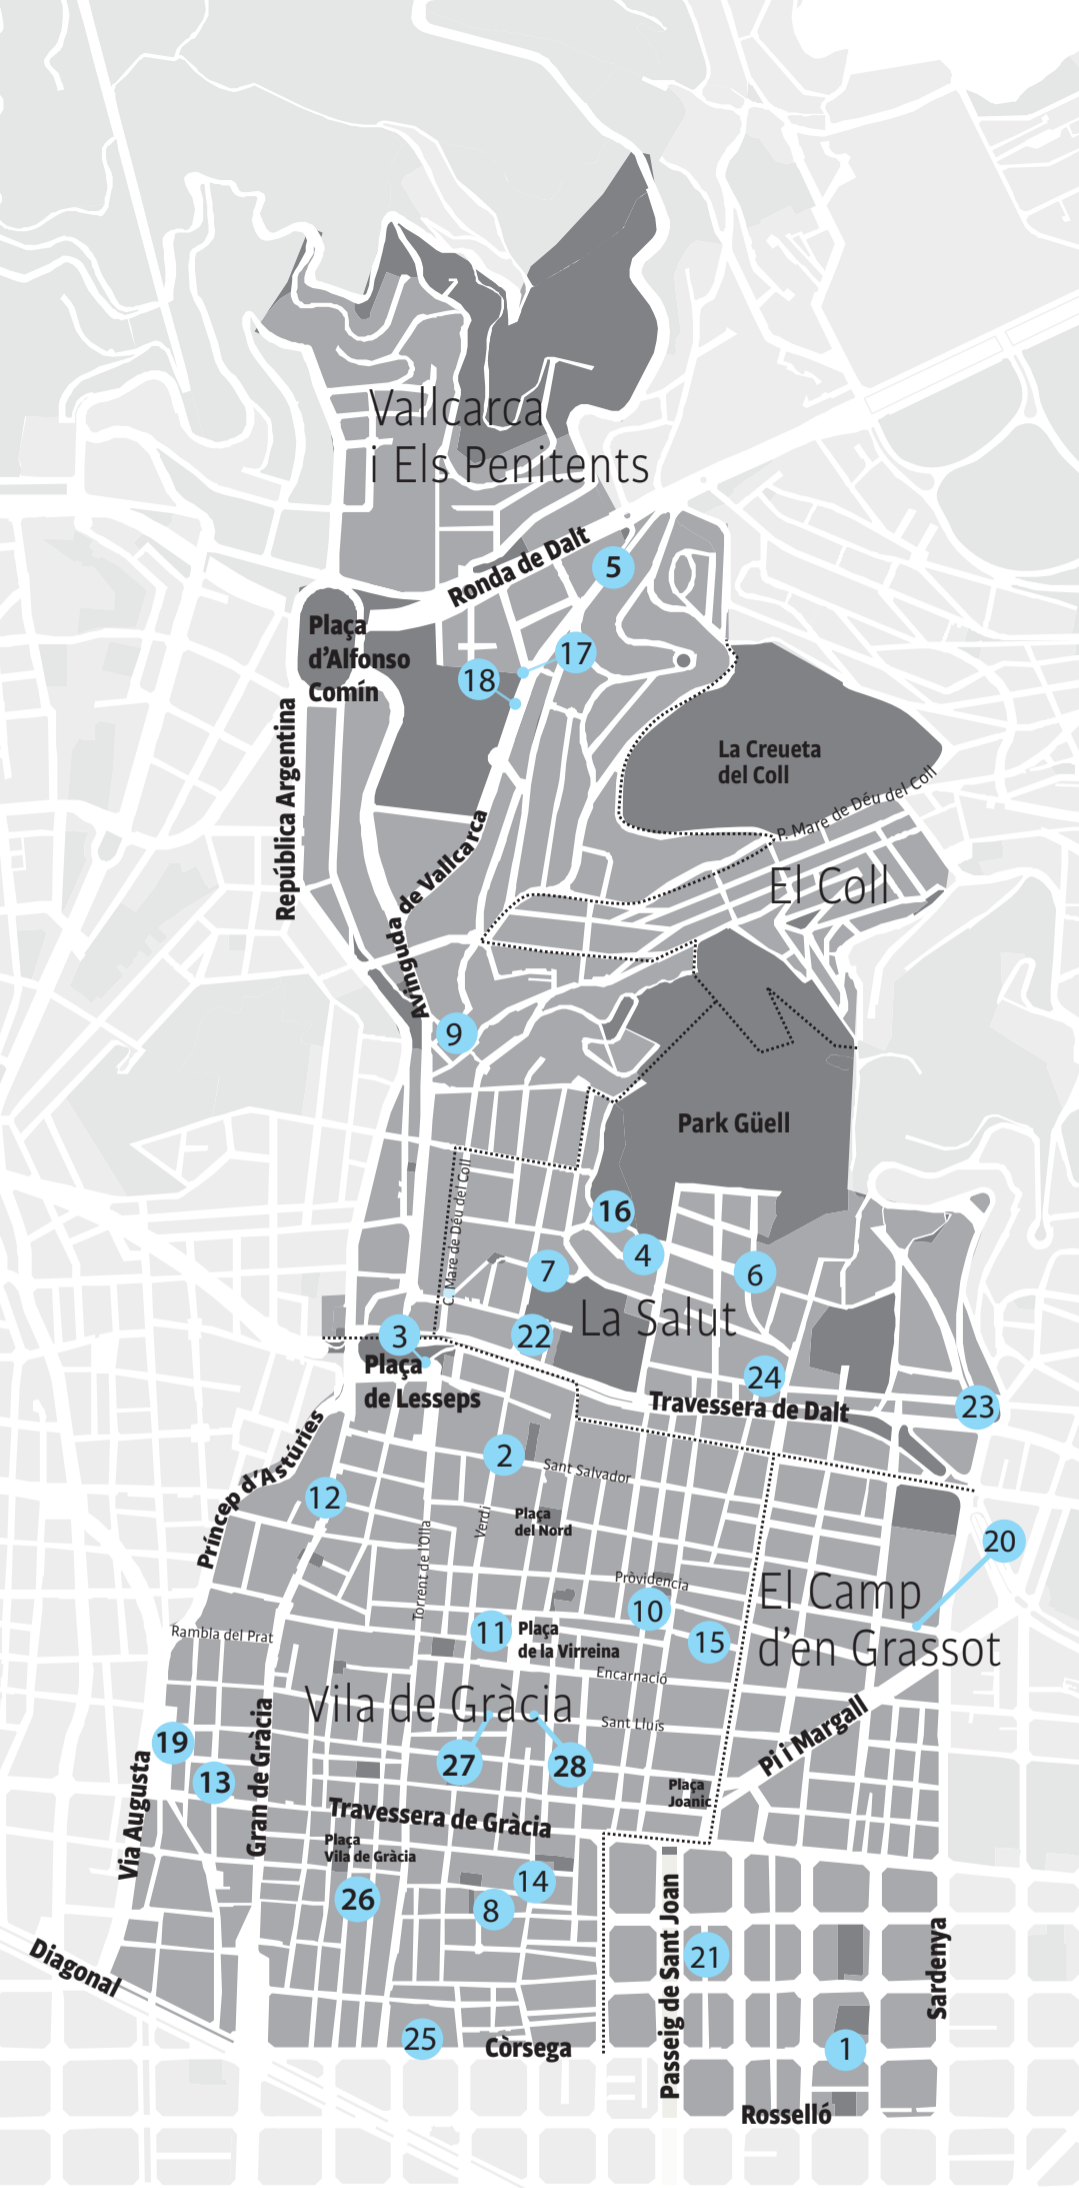 Vallcarca
i Els Penitents
Ronda de Dalt
5
Plaça
d'Alfonso
Comín
17
18
República Argentina
La Creueta
del Coll
P. Mare de Déu del Coll
Avinguda de Vallcarca
El Coll
9
Park Güell
C. Mare de Déu del Coll
16
4
7
6
La Salut
3
22
Plaça
de Lesseps
24
Travessera de Dalt
23
Príncep d'Astúries
2
Sant Salvador
12
Verdi
Plaça
del Nord
Torrent de l'Olla
20
Pròvidencia
El Camp
d'en Grassot
10
11
Plaça
de la Virreina
15
Rambla del Prat
Encarnació
Vila de Gràcia
Sant Lluís
19
27
28
Pi i Margall
13
Gran de Gràcia
Plaça
Joanic
Via Augusta
Travessera de Gràcia
Plaça
Vila de Gràcia
14
26
8
Passeig de Sant Joan
21
Sardenya
Diagonal
25
Còrsega
1
Rosselló